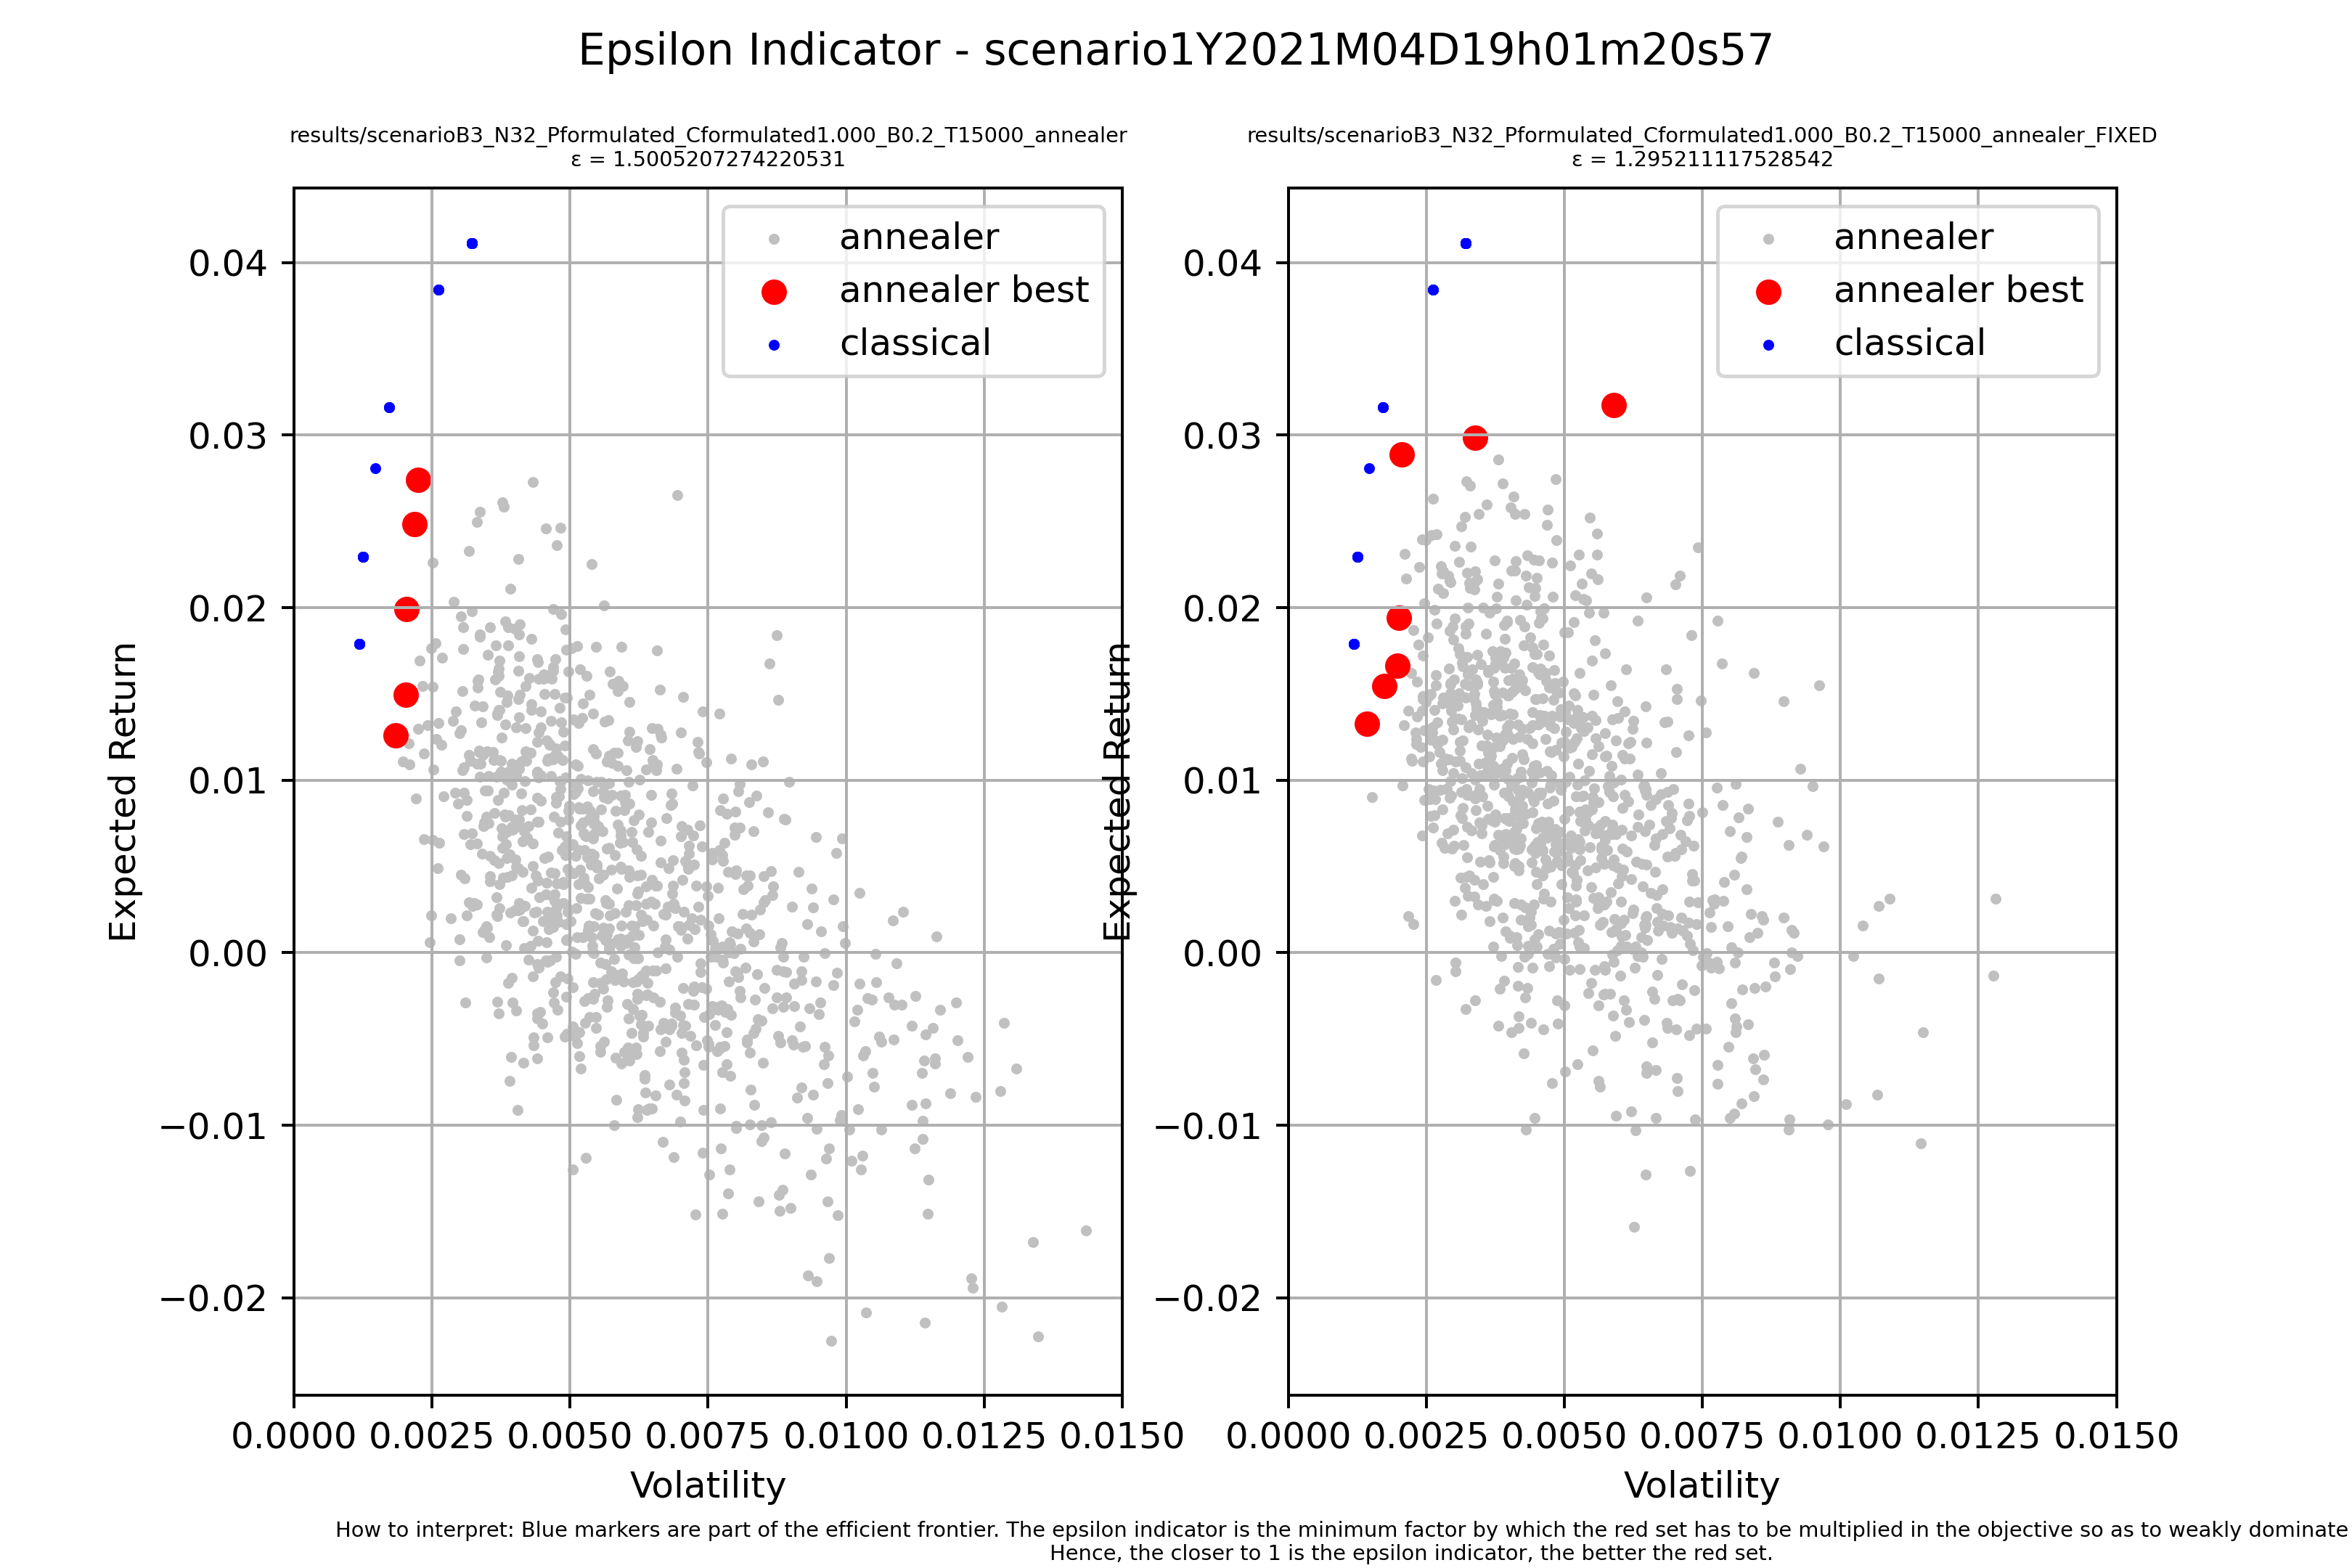 Epsilon Indicator - scenario1Y2021M04D19h01m20s57
results/scenarioB3_N32_Pformulated_Cformulated1.000_B0.2_T15000_annealer
ε = 1.5005207274220531
annealer
annealer best
classical
0.04
0.03
0.02
0.01
0.00
−0.01
−0.02
Expected Return
0.0000 0.0025 0.0050 0.0075 0.0100 0.0125 0.0150
Volatility
results/scenarioB3_N32_Pformulated_Cformulated1.000_B0.2_T15000_annealer_FIXED
ε = 1.295211117528542
annealer
annealer best
classical
0.04
0.03
0.02
0.01
0.00
−0.01
−0.02
Expected Return
0.0000 0.0025 0.0050 0.0075 0.0100 0.0125 0.0150
Volatility
How to interpret: Blue markers are part of the efficient frontier. The epsilon indicator is the minimum factor by which the red set has to be multiplied in the objective so as to weakly dominate
Hence, the closer to 1 is the epsilon indicator, the better the red set.